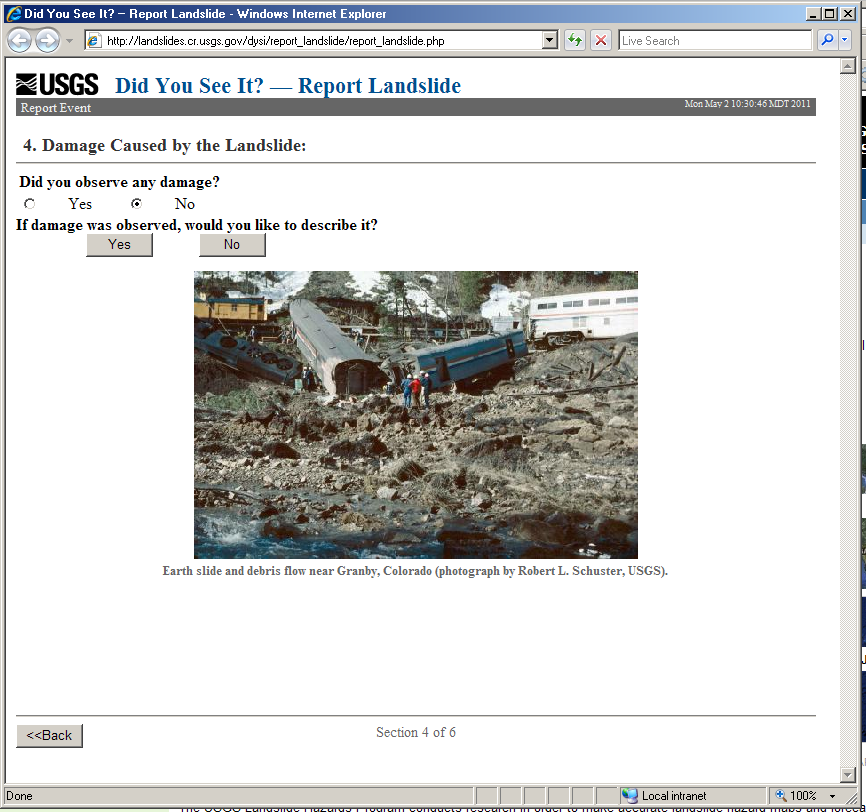 Did You See It? – Report Landslide - Windows Internet Explorer
http://landslides.cr.usgs.gov/dysi/report_landslide/report_landslide.php
Live Search
USGS
Did You See It? — Report Landslide
Report Event
Mon May 2 10:30:46 MDT 2011
4. Damage Caused by the Landslide:
Did you observe any damage?
Yes No
If damage was observed, would you like to describe it?
Yes No
Earth slide and debris flow near Granby, Colorado (photograph by Robert L. Schuster, USGS).
<<Back
Section 4 of 6
Done
Local intranet
100%